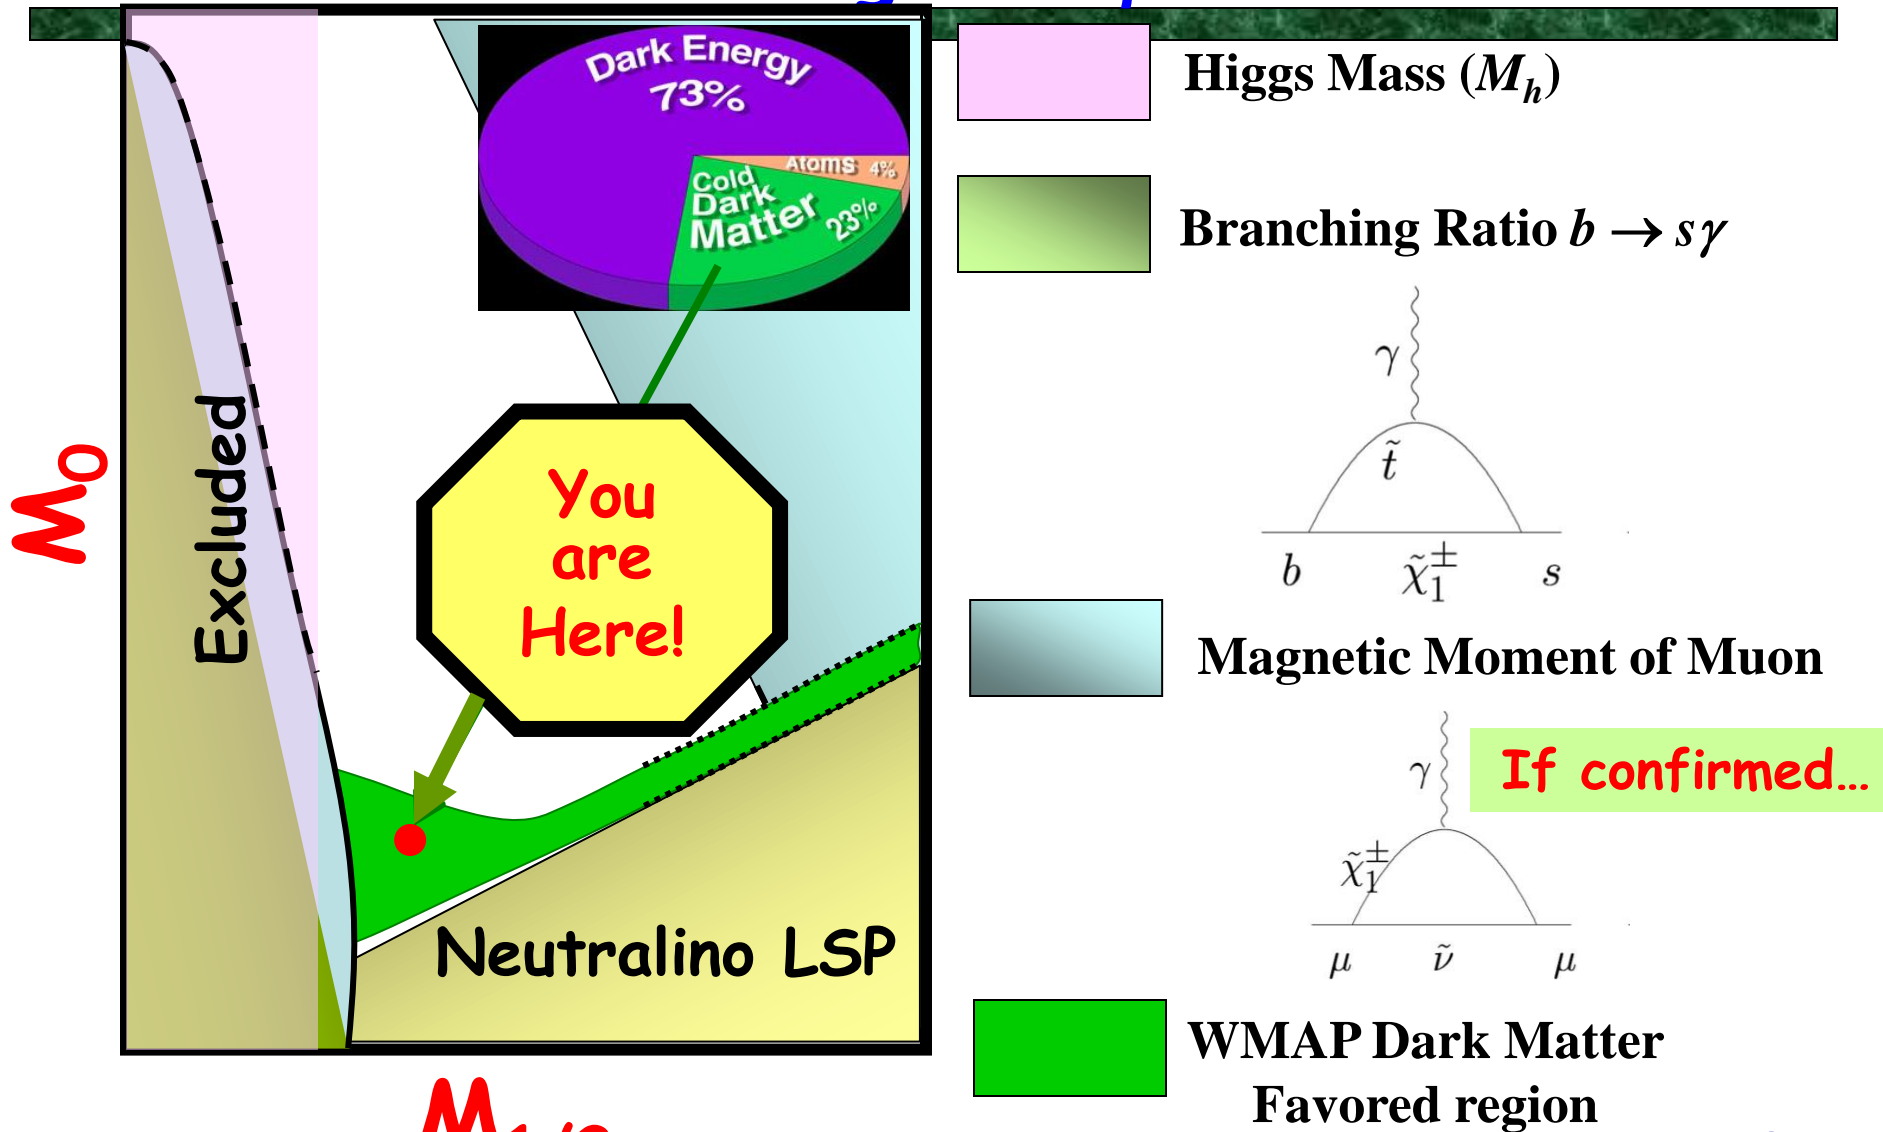 Dark Energy
73%
Atoms 4%
Cold
Dark
Matter 23%
Excluded
M0
You
are
Here!
Neutralino LSP
Higgs Mass (Mh)
Branching Ratio b → sγ
γ
t̃
b χ̃1± s
Magnetic Moment of Muon
γ
If confirmed…
χ̃1±
μ ν̃ μ
WMAP Dark Matter
Favored region